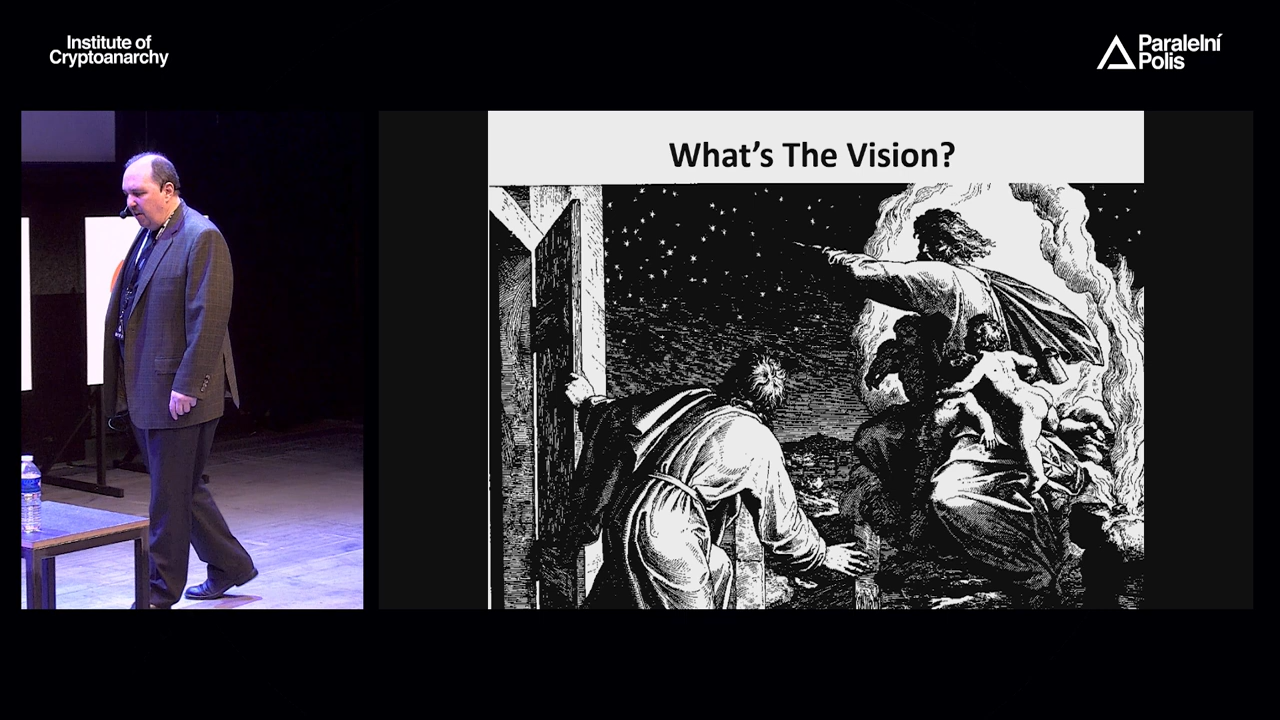 Institute of
Cryptoanarchy
Paralelní
Polis
What's The Vision?